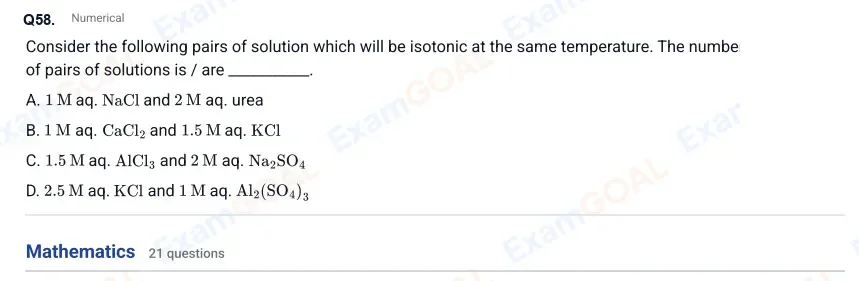 Q58. Numerical
Consider the following pairs of solution which will be isotonic at the same temperature. The numbe
of pairs of solutions is / are __________.
A. 1 M aq. NaCl and 2 M aq. urea
B. 1 M aq. CaCl₂ and 1.5 M aq. KCl
C. 1.5 M aq. AlCl₃ and 2 M aq. Na₂SO₄
D. 2.5 M aq. KCl and 1 M aq. Al₂(SO₄)₃
Mathematics 21 questions
ExamGOAL